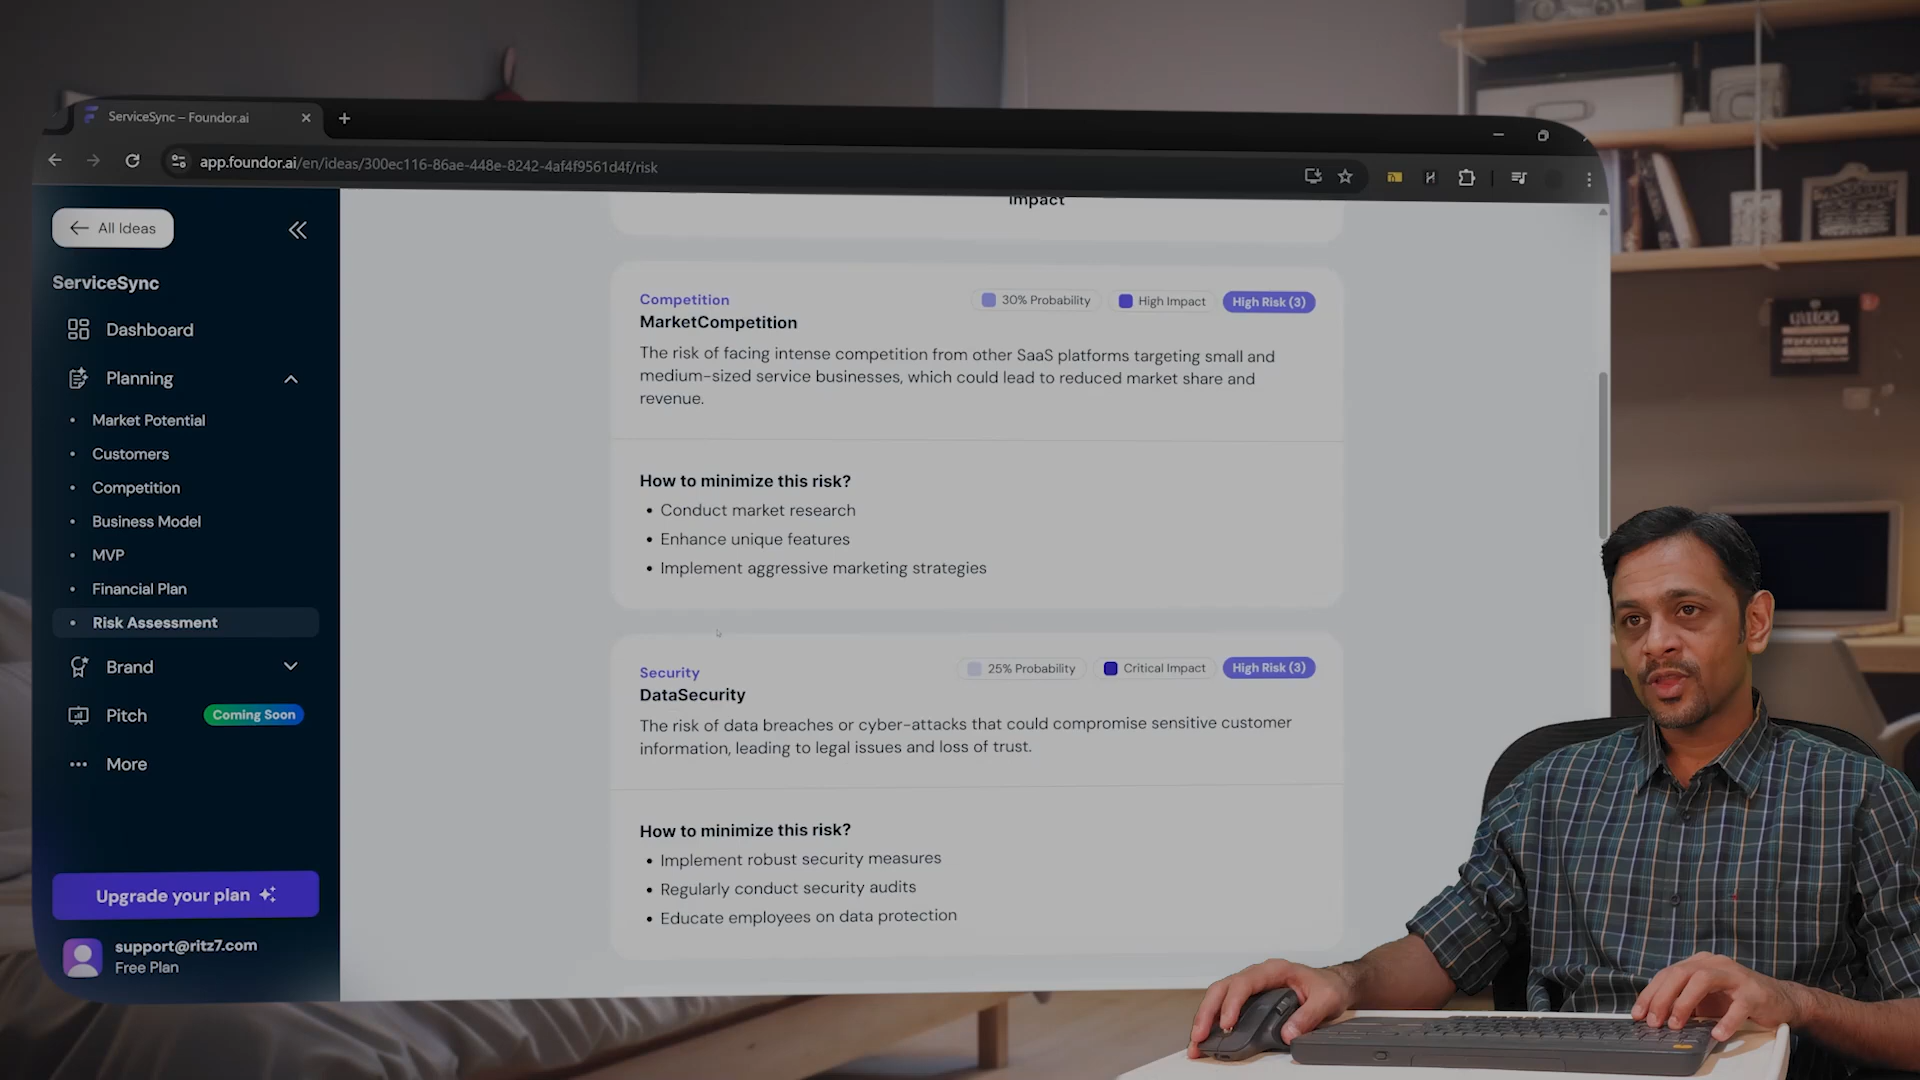 ServiceSync – Foundor.ai
app.foundor.ai/en/ideas/300ec116-86ae-448e-8242-4af4f9561d4f/risk
All Ideas
ServiceSync
Dashboard
Planning
Market Potential
Customers
Competition
Business Model
MVP
Financial Plan
Risk Assessment
Brand
Pitch
Coming Soon
More
Upgrade your plan
support@ritz7.com
Free Plan
Impact
Competition
30% Probability
High Impact
High Risk (3)
MarketCompetition
The risk of facing intense competition from other SaaS platforms targeting small and
medium-sized service businesses, which could lead to reduced market share and
revenue.
How to minimize this risk?
• Conduct market research
• Enhance unique features
• Implement aggressive marketing strategies
Security
25% Probability
Critical Impact
High Risk (3)
DataSecurity
The risk of data breaches or cyber-attacks that could compromise sensitive customer
information, leading to legal issues and loss of trust.
How to minimize this risk?
• Implement robust security measures
• Regularly conduct security audits
• Educate employees on data protection